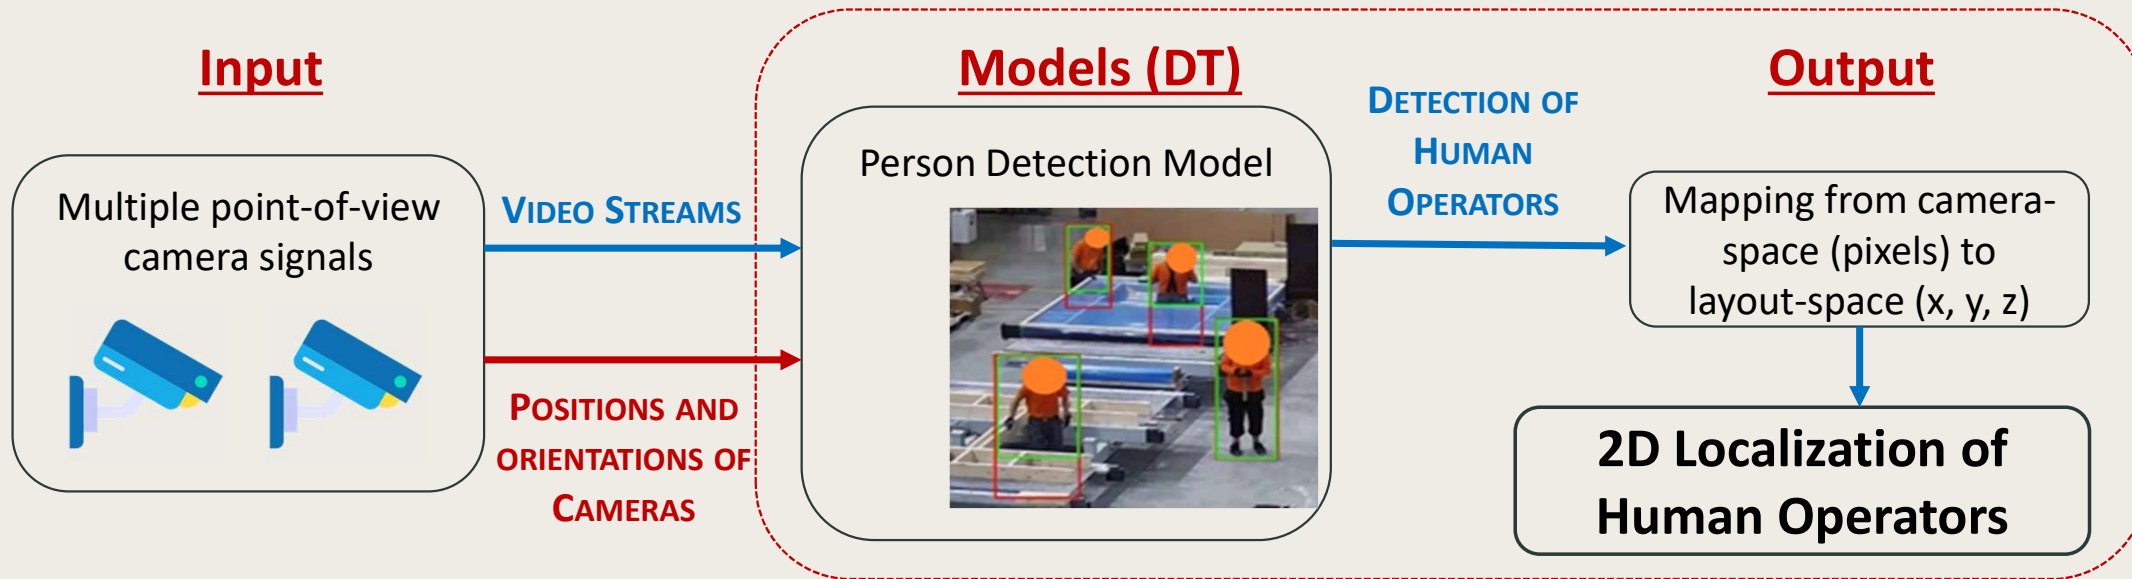 Input
Multiple point-of-view
camera signals
VIDEO STREAMS
POSITIONS AND
ORIENTATIONS OF
CAMERAS
Models (DT)
Person Detection Model
DETECTION OF
HUMAN
OPERATORS
Output
Mapping from camera-
space (pixels) to
layout-space (x, y, z)
2D Localization of
Human Operators